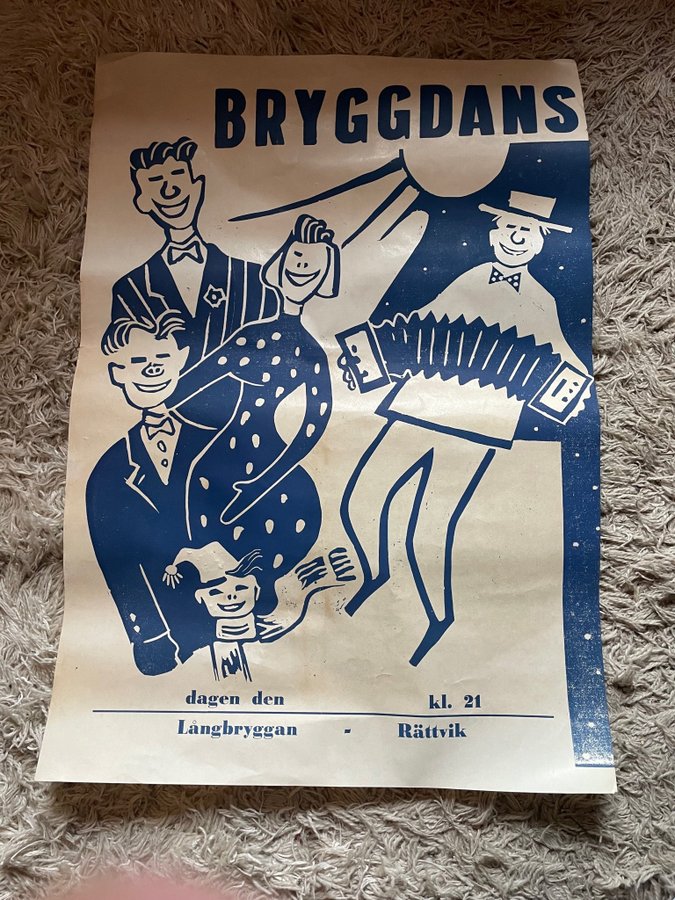 BRYGGDANS
dagen den kl. 21
Långbryggan - Rättvik